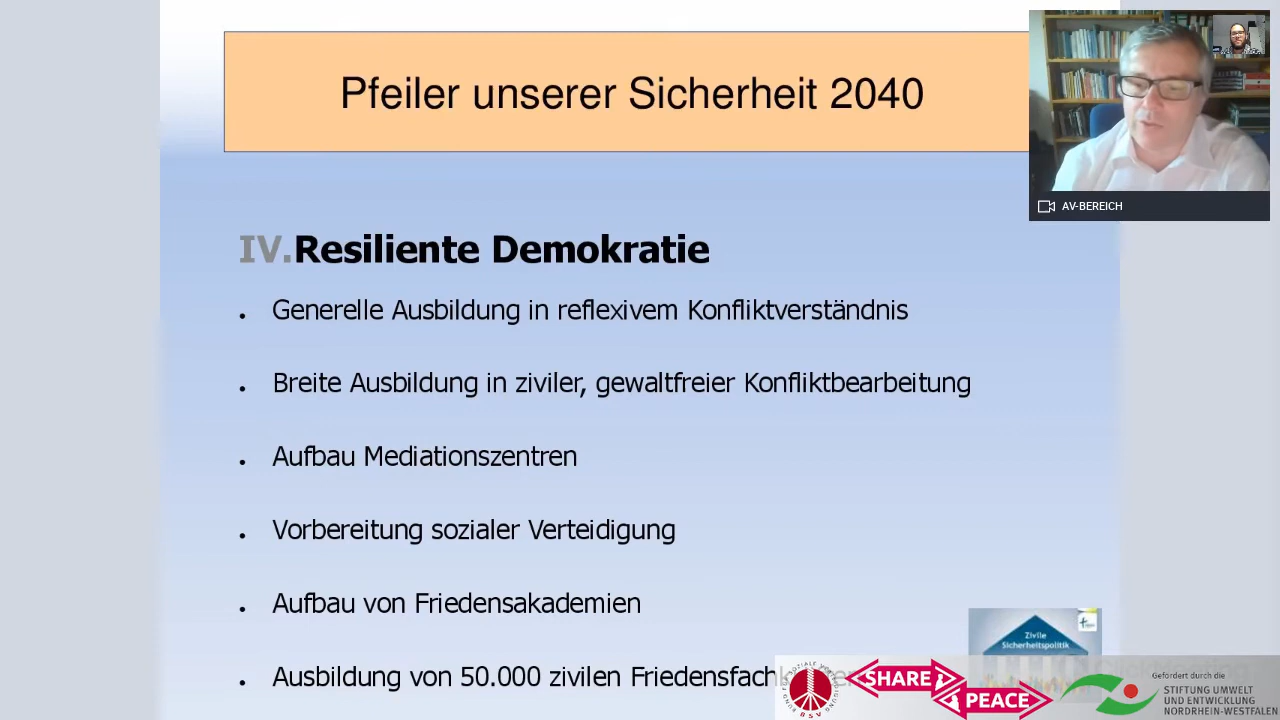 Pfeiler unserer Sicherheit 2040
AV-BEREICH
IV.Resiliente Demokratie
Generelle Ausbildung in reflexivem Konfliktverständnis
Breite Ausbildung in ziviler, gewaltfreier Konfliktbearbeitung
Aufbau Mediationszentren
Vorbereitung sozialer Verteidigung
Aufbau von Friedensakademien
Ausbildung von 50.000 zivilen
Zivile
Sicherheitspolitik
BSV
SHARE
PEACE
Gefördert durch die
STIFTUNG UMWELT
UND ENTWICKLUNG
NORDRHEIN-WESTFALEN